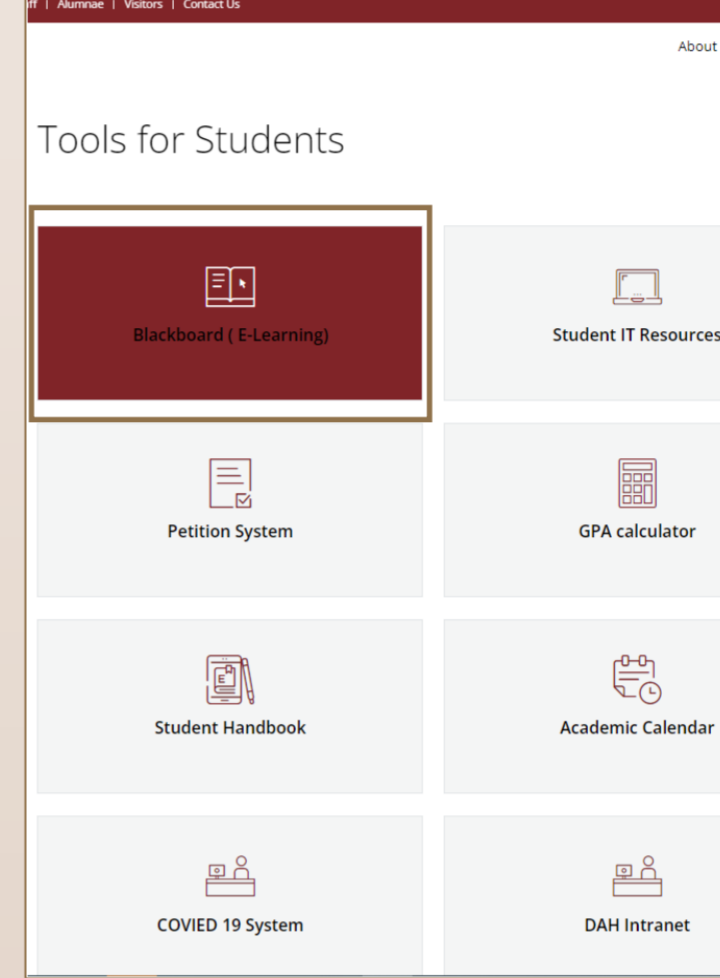 ff | Alumnae | Visitors | Contact Us
About
Tools for Students
Blackboard ( E-Learning)
Student IT Resources
Petition System
GPA calculator
Student Handbook
Academic Calendar
COVIED 19 System
DAH Intranet